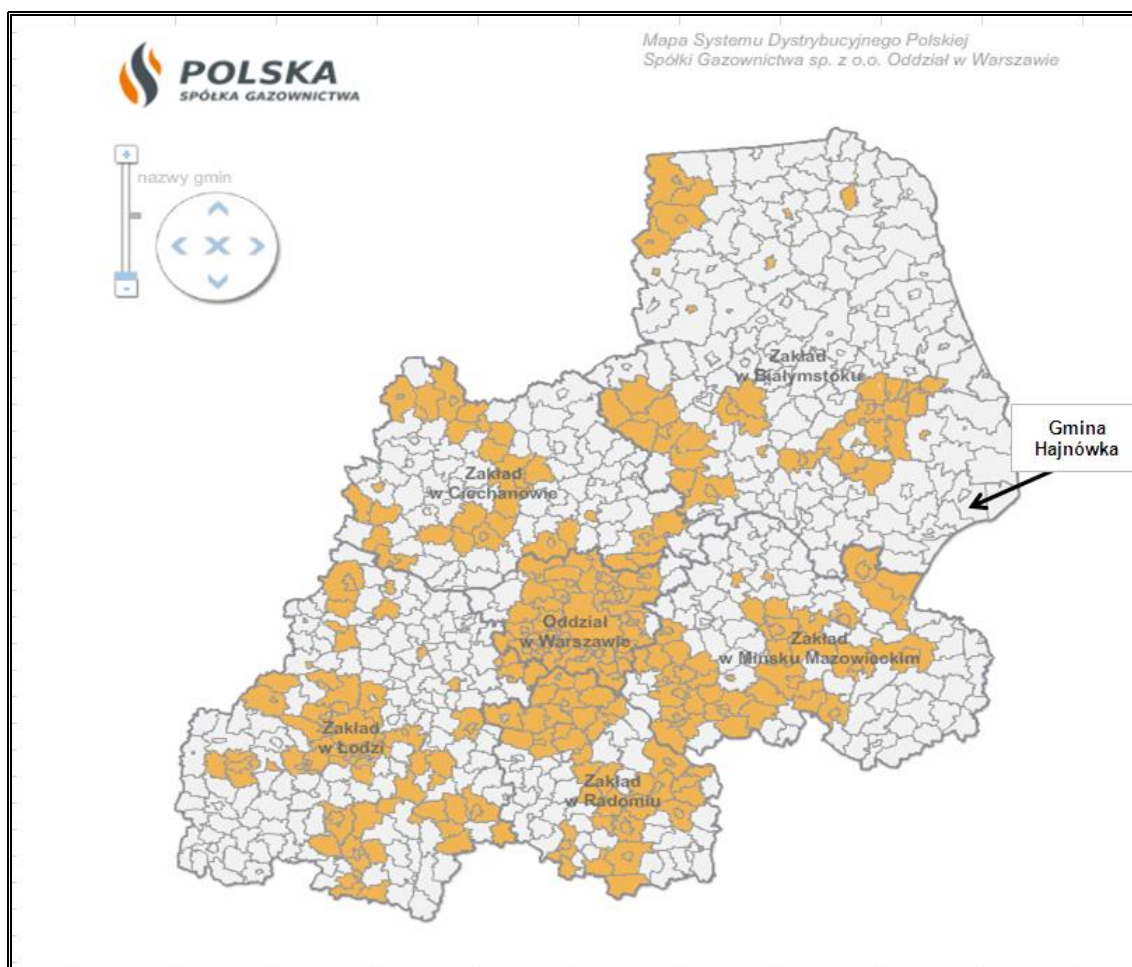 POLSKA
SPÓŁKA GAZOWNICTWA
Mapa Systemu Dystrybucyjnego Polskiej
Spółki Gazownictwa sp. z o.o. Oddział w Warszawie
+
nazwy gmin
-
Zakład
w Białymstoku
Gmina
Hajnówka
Zakład
w Ciechanowie
Oddział
w Warszawie
Zakład
w Mińsku Mazowieckim
Zakład
w Łodzi
Zakład
w Radomiu